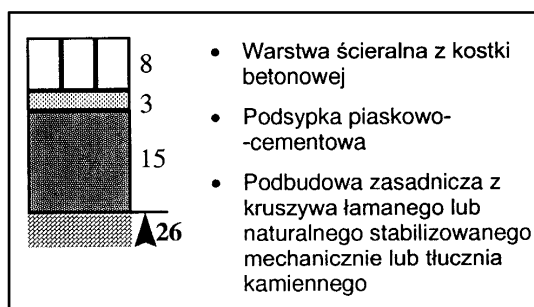 8
3
15
26
• Warstwa ścieralna z kostki
betonowej
• Podsypka piaskowo-
-cementowa
• Podbudowa zasadnicza z
kruszywa łamanego lub
naturalnego stabilizowanego
mechanicznie lub tłucznia
kamiennego